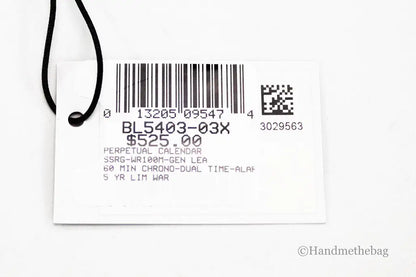 0 13205 09547 4
BL5403-03X
3029563
$525.00
PERPETUAL CALENDAR
SSRG-WR100M-GEN LEA
60 MIN CHRONO-DUAL TIME-ALAR
5 YR LIM WAR
©Handmethebag